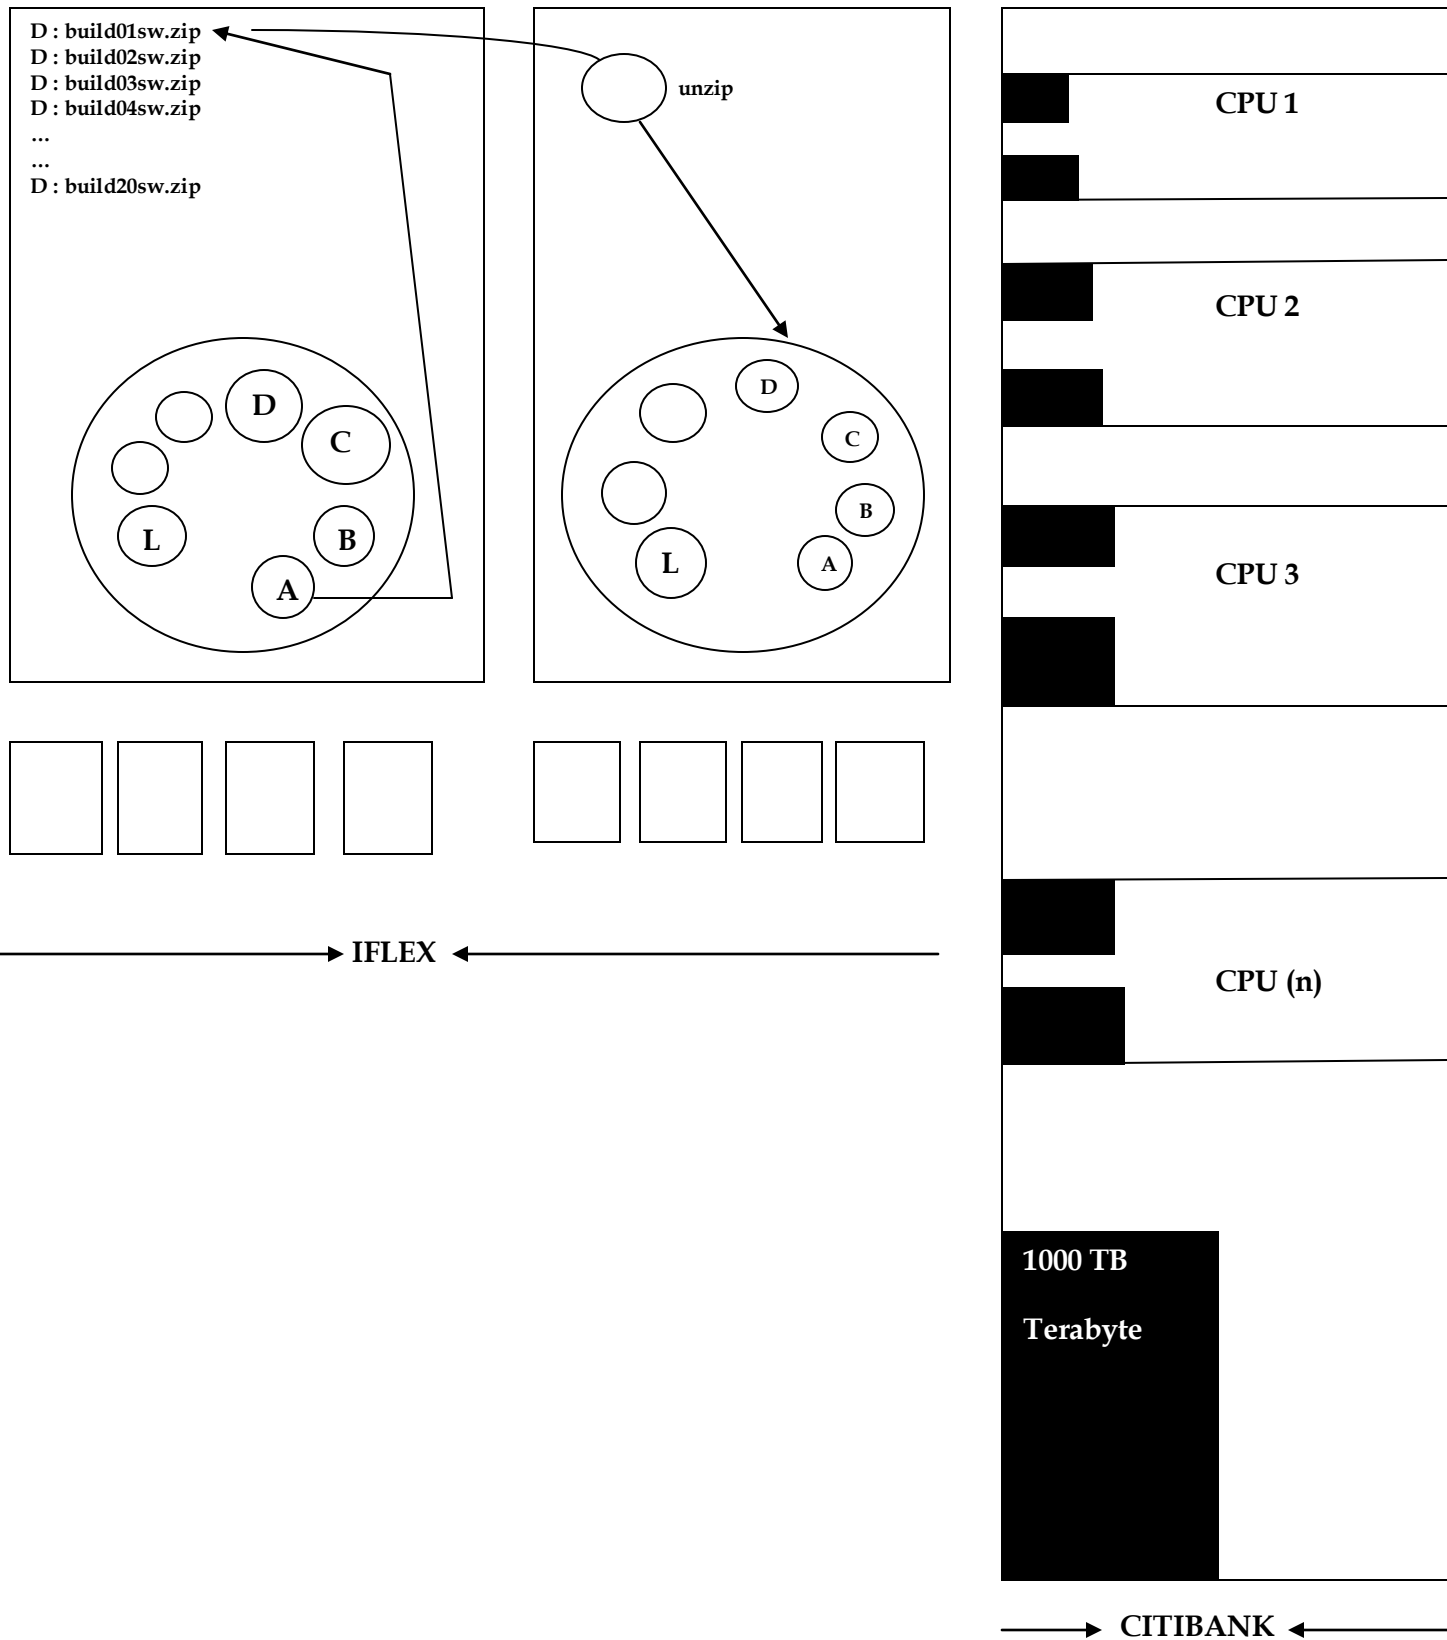 D : build01sw.zip
D : build02sw.zip
D : build03sw.zip
D : build04sw.zip
...
...
D : build20sw.zip
D
C
L
B
A
unzip
D
C
B
L
A
IFLEX
CPU 1
CPU 2
CPU 3
CPU (n)
1000 TB
Terabyte
CITIBANK